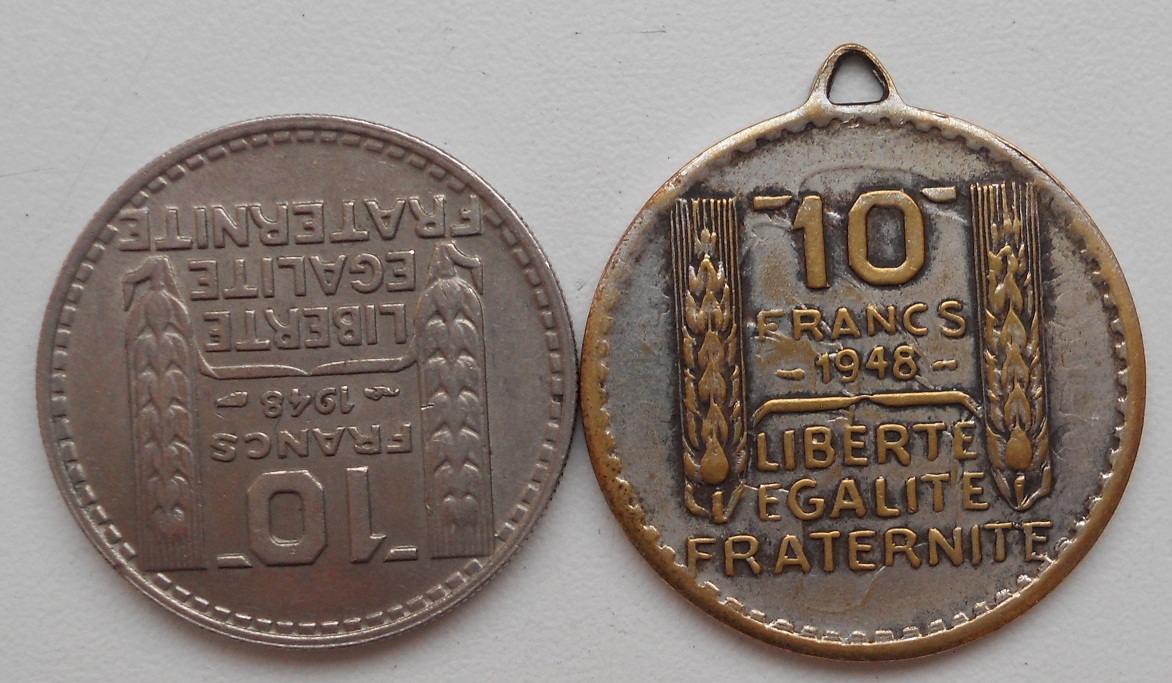 -10-
FRANCS
- 1948 -
LIBERTE
EGALITE
FRATERNITE
-10-
FRANCS
- 1948 -
LIBERTE
EGALITE
FRATERNITE